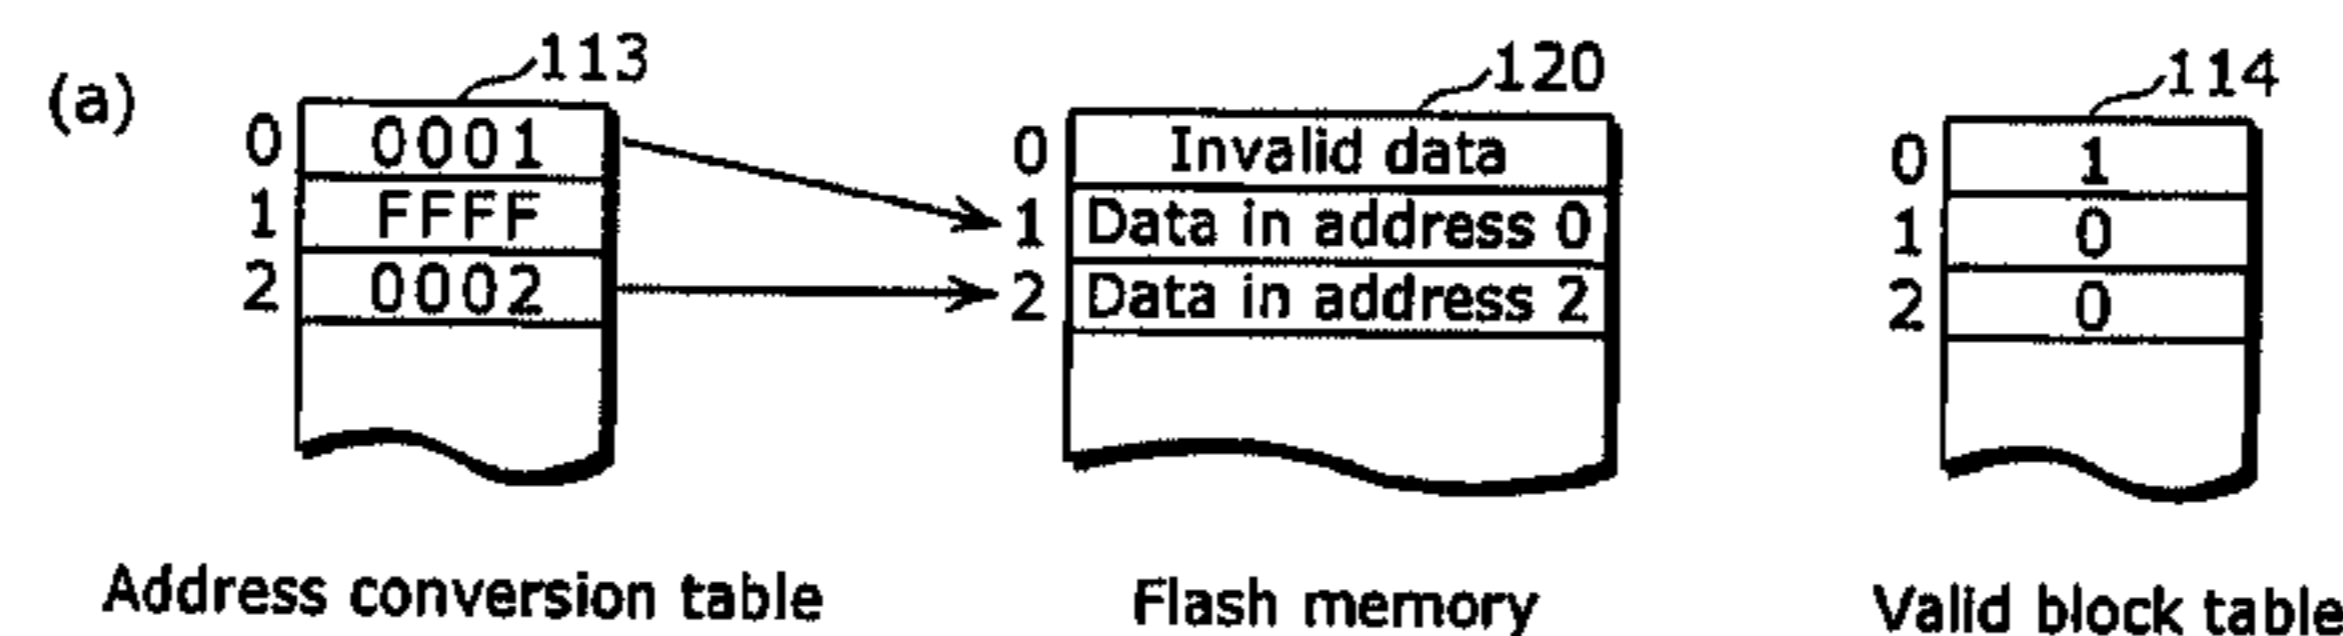 (a)
113
120
114
0 0001
0 Invalid data
0 1
1 FFFF
1 Data in address 0
1 0
2 0002
2 Data in address 2
2 0
Address conversion table
Flash memory
Valid block table